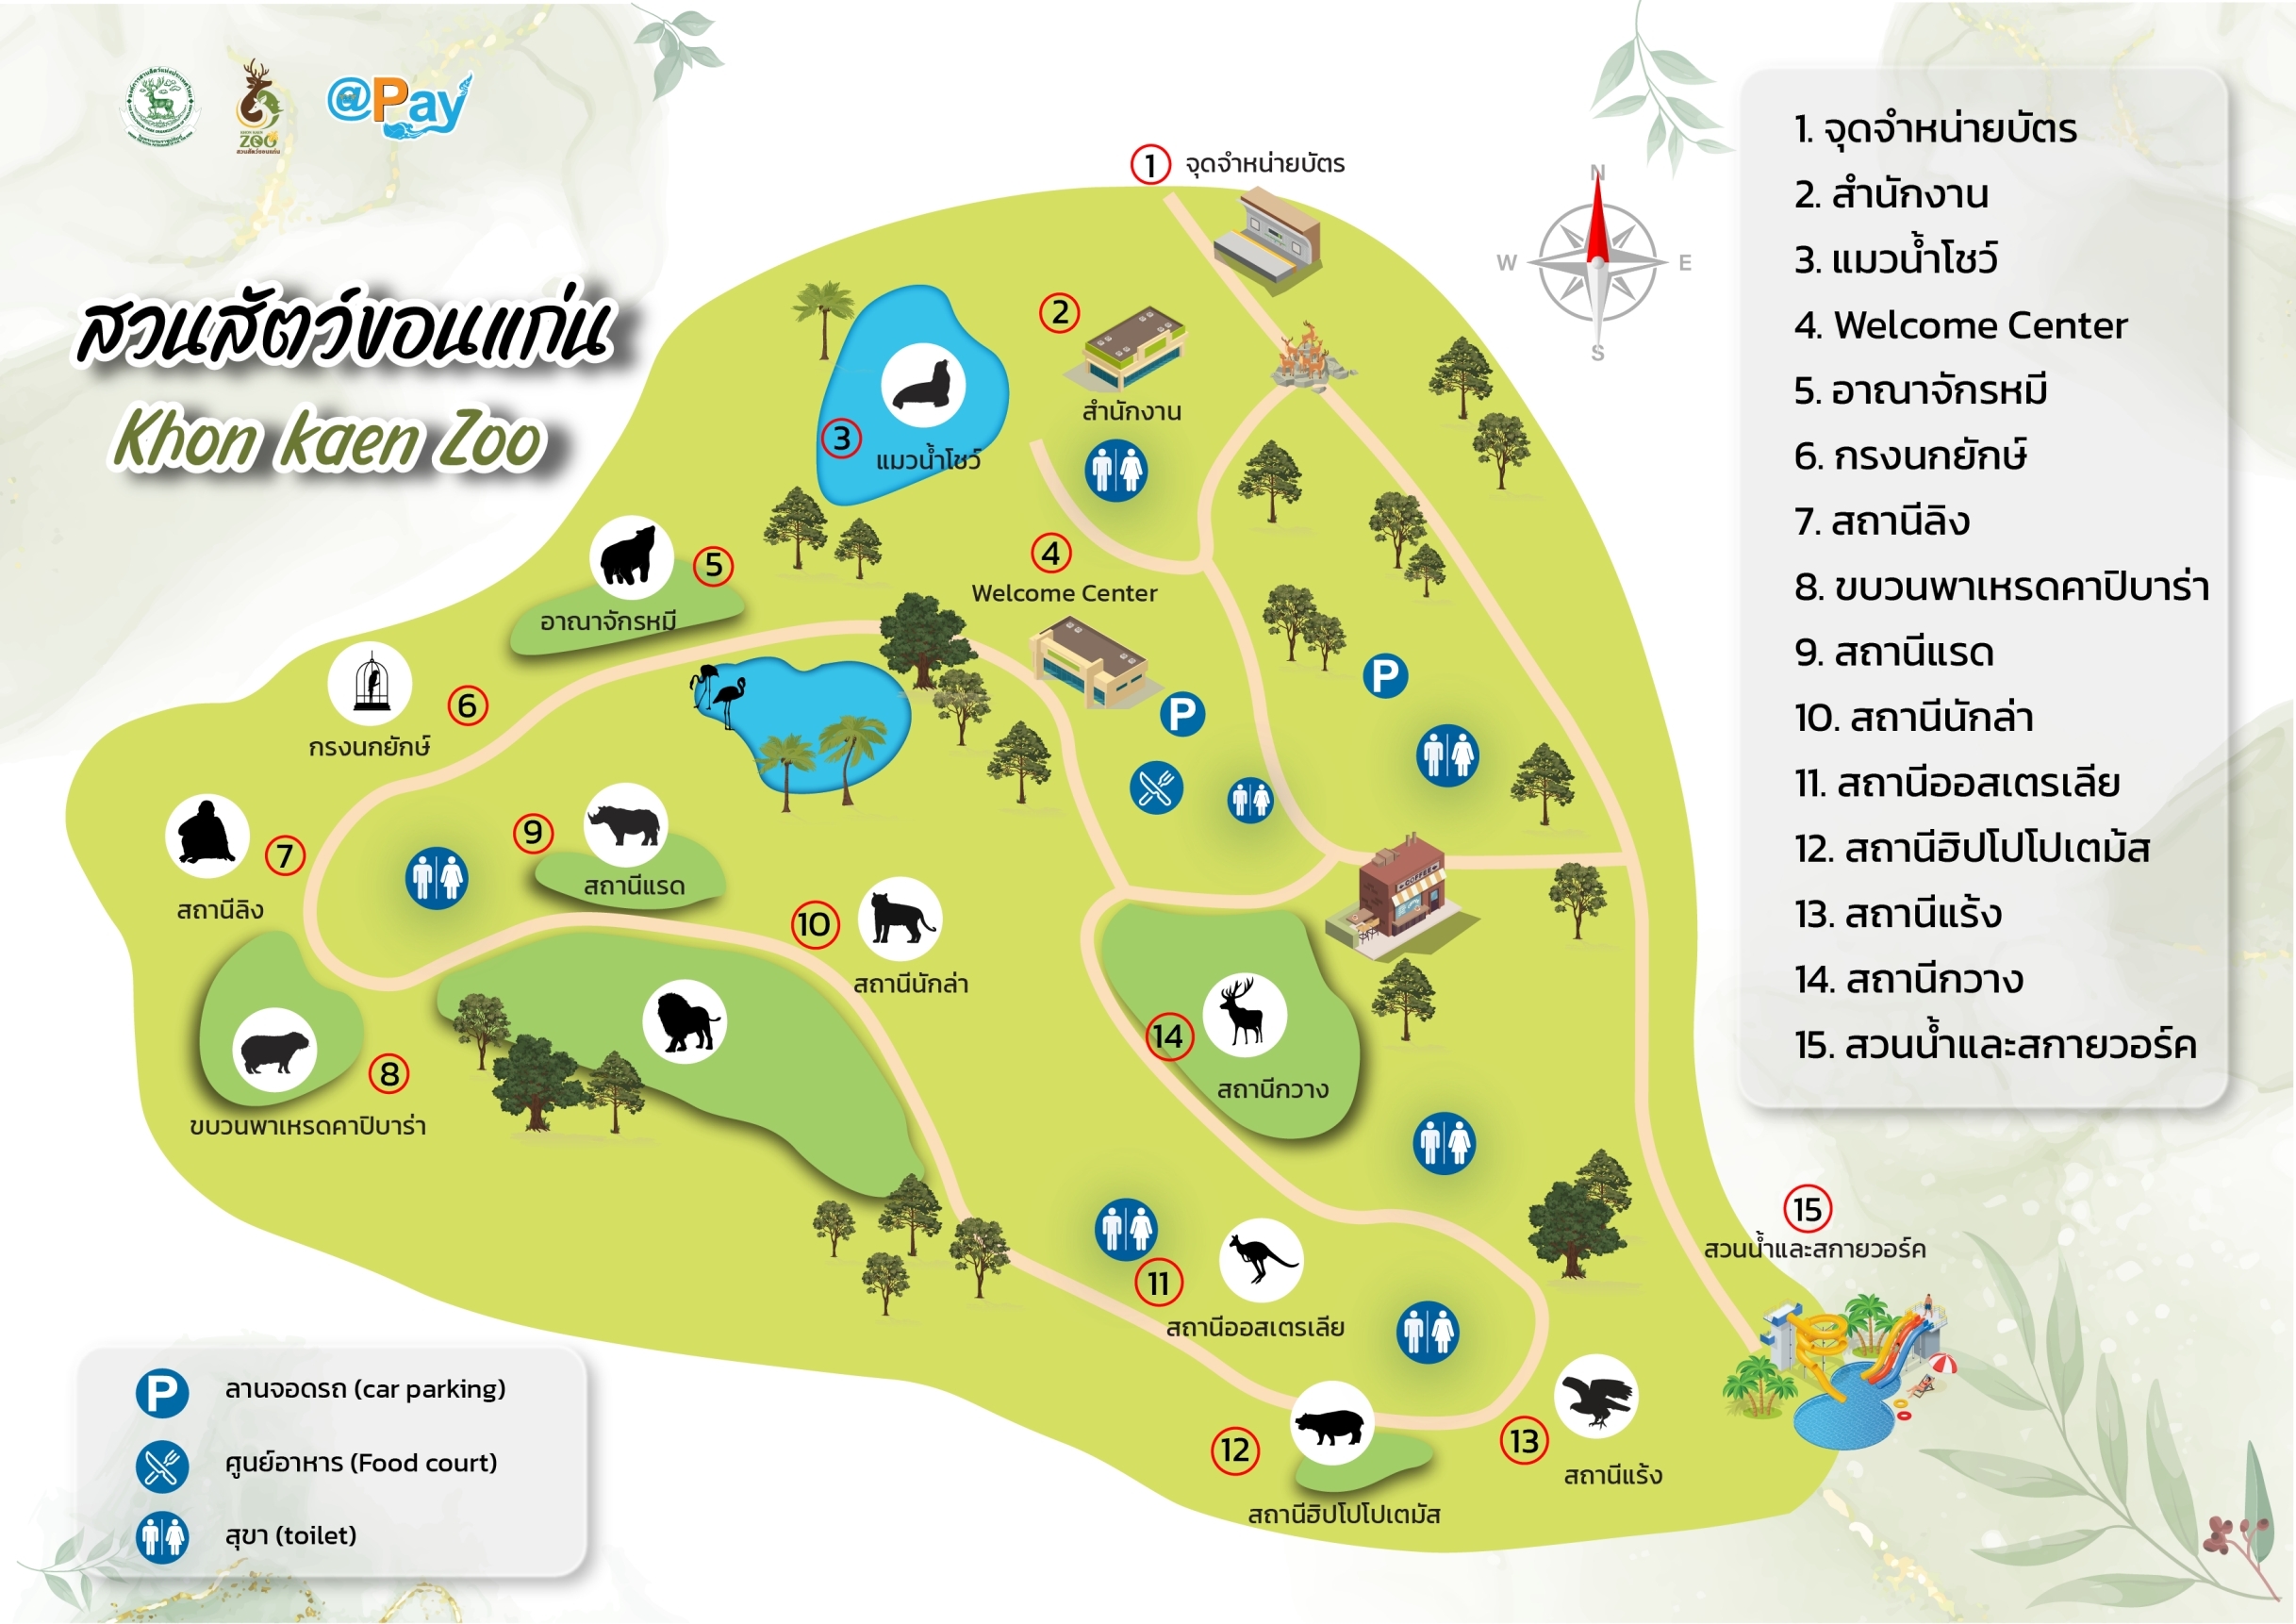 @Pay
ZOO
สวนสัตว์ขอนแก่น
สวนสัตว์ขอนแก่น
Khon kaen Zoo
N
W
E
S
1 จุดจำหน่ายบัตร
2
สำนักงาน
3
แมวน้ำโชว์
4
Welcome Center
5
อาณาจักรหมี
6
กรงนกยักษ์
7
สถานีลิง
8
ขบวนพาเหรดคาปิบาร่า
9
สถานีแรด
10
สถานีนักล่า
P
P
COFFEE
14
สถานีกวาง
11
สถานีออสเตรเลีย
12
สถานีฮิปโปโปเตมัส
13
สถานีแร้ง
15
สวนน้ำและสกายวอร์ค
1. จุดจำหน่ายบัตร
2. สำนักงาน
3. แมวน้ำโชว์
4. Welcome Center
5. อาณาจักรหมี
6. กรงนกยักษ์
7. สถานีลิง
8. ขบวนพาเหรดคาปิบาร่า
9. สถานีแรด
10. สถานีนักล่า
11. สถานีออสเตรเลีย
12. สถานีฮิปโปโปเตมัส
13. สถานีแร้ง
14. สถานีกวาง
15. สวนน้ำและสกายวอร์ค
P ลานจอดรถ (car parking)
ศูนย์อาหาร (Food court)
สุขา (toilet)